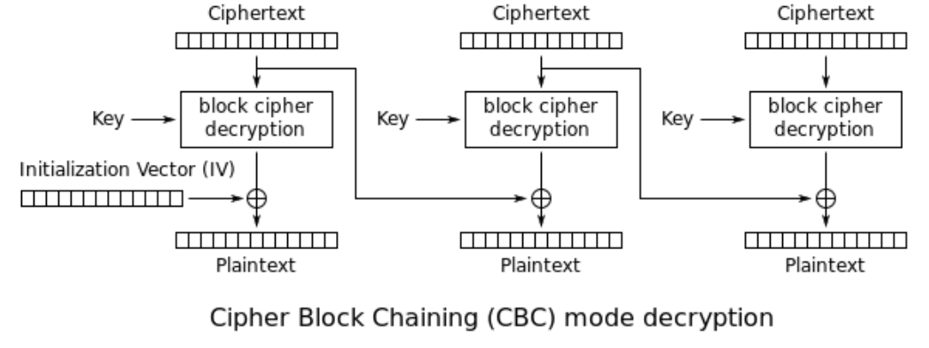 Ciphertext
Ciphertext
Ciphertext
Key
block cipher
decryption
Key
block cipher
decryption
Key
block cipher
decryption
Initialization Vector (IV)
Plaintext
Plaintext
Plaintext
Cipher Block Chaining (CBC) mode decryption